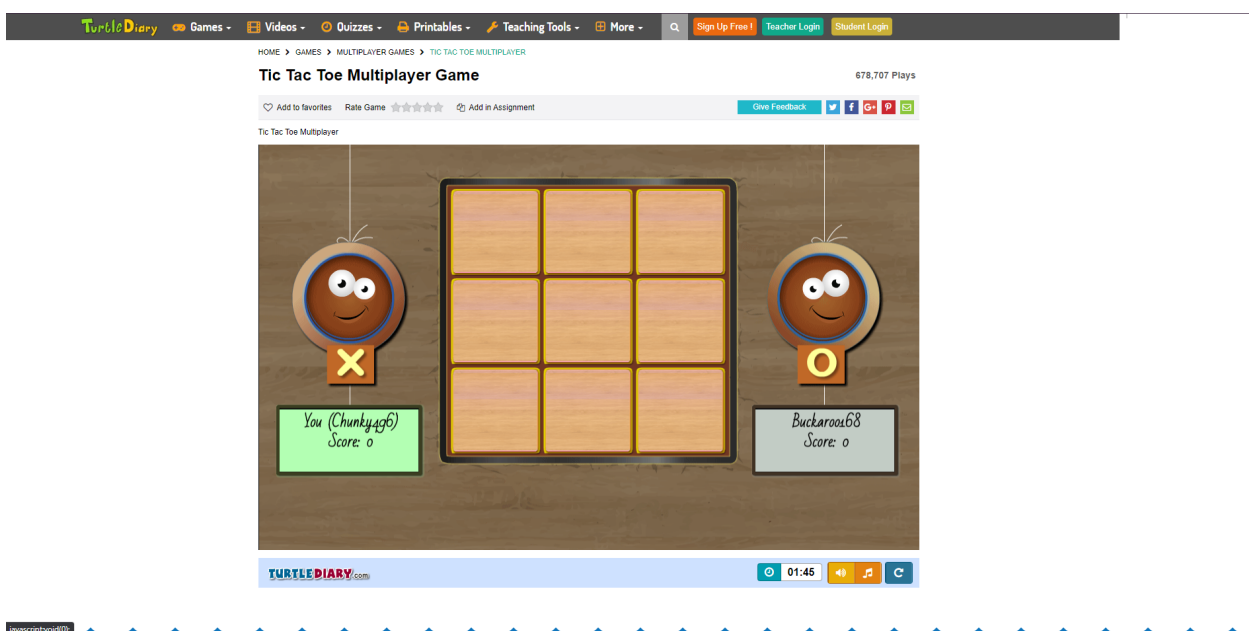 TurtleDiary Games Videos Quizzes Printables Teaching Tools More Sign Up Free ! Teacher Login Student Login
HOME > GAMES > MULTIPLAYER GAMES > TIC TAC TOE MULTIPLAYER
Tic Tac Toe Multiplayer Game 678,707 Plays
Add to favorites Rate Game Add in Assignment Give Feedback
Tic Tac Toe Multiplayer
X O
You (Chunky496) Buckaroo168
Score: 0 Score: 0
TURTLEDIARY.com 01:45
javascript:void(0);